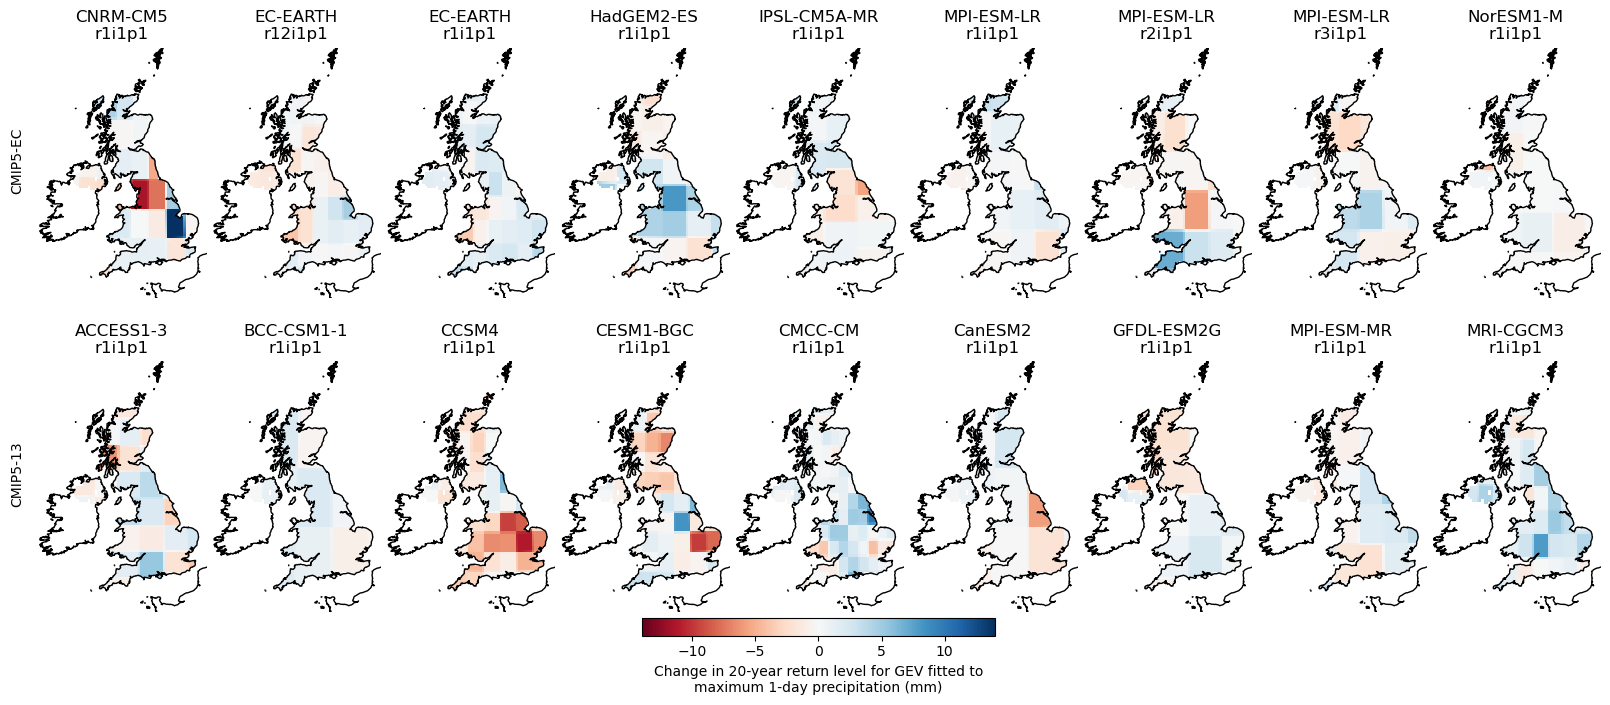 CNRM-CM5 EC-EARTH EC-EARTH HadGEM2-ES IPSL-CM5A-MR MPI-ESM-LR MPI-ESM-LR MPI-ESM-LR NorESM1-M
r1i1p1 r12i1p1 r1i1p1 r1i1p1 r1i1p1 r1i1p1 r2i1p1 r3i1p1 r1i1p1
CMIP5-EC
ACCESS1-3 BCC-CSM1-1 CCSM4 CESM1-BGC CMCC-CM CanESM2 GFDL-ESM2G MPI-ESM-MR MRI-CGCM3
r1i1p1 r1i1p1 r1i1p1 r1i1p1 r1i1p1 r1i1p1 r1i1p1 r1i1p1 r1i1p1
CMIP5-13
−10 −5 0 5 10
Change in 20-year return level for GEV fitted to
maximum 1-day precipitation (mm)